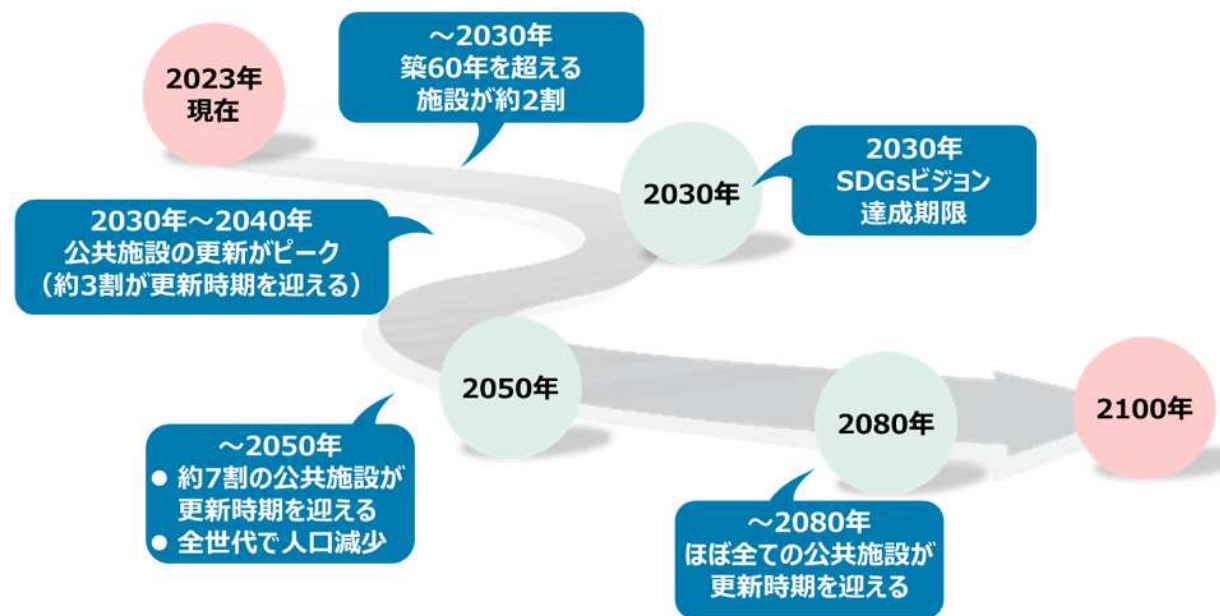 2023年
現在
～2030年
築60年を超える
施設が約2割
2030年
2030年
SDGsビジョン
達成期限
2030年～2040年
公共施設の更新がピーク
（約3割が更新時期を迎える）
2050年
～2050年
● 約7割の公共施設が
更新時期を迎える
● 全世代で人口減少
2080年
～2080年
ほぼ全ての公共施設が
更新時期を迎える
2100年